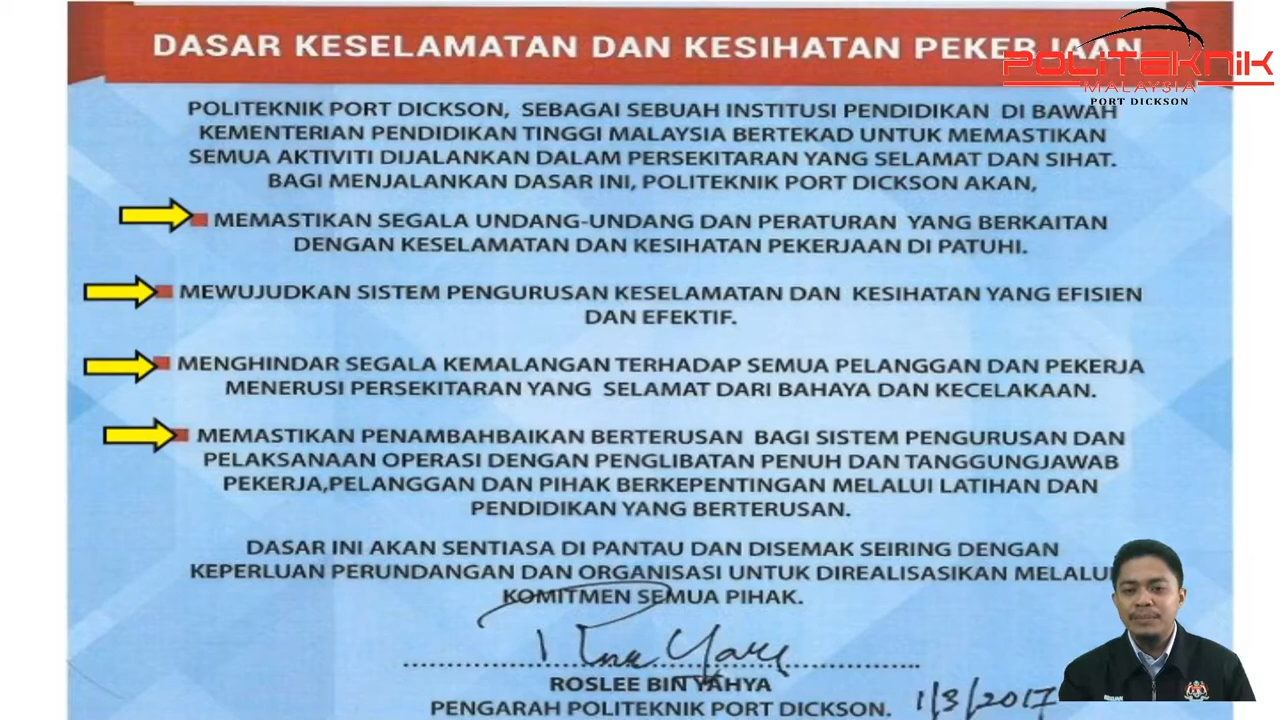 DASAR KESELAMATAN DAN KESIHATAN PEKERJAAN
POLITEKNIK
MALAYSIA
PORT DICKSON
POLITEKNIK PORT DICKSON, SEBAGAI SEBUAH INSTITUSI PENDIDIKAN DI BAWAH
KEMENTERIAN PENDIDIKAN TINGGI MALAYSIA BERTEKAD UNTUK MEMASTIKAN
SEMUA AKTIVITI DIJALANKAN DALAM PERSEKITARAN YANG SELAMAT DAN SIHAT.
BAGI MENJALANKAN DASAR INI, POLITEKNIK PORT DICKSON AKAN,
MEMASTIKAN SEGALA UNDANG-UNDANG DAN PERATURAN YANG BERKAITAN
DENGAN KESELAMATAN DAN KESIHATAN PEKERJAAN DI PATUHI.
MEWUJUDKAN SISTEM PENGURUSAN KESELAMATAN DAN KESIHATAN YANG EFISIEN
DAN EFEKTIF.
MENGHINDAR SEGALA KEMALANGAN TERHADAP SEMUA PELANGGAN DAN PEKERJA
MENERUSI PERSEKITARAN YANG SELAMAT DARI BAHAYA DAN KECELAKAAN.
MEMASTIKAN PENAMBAHBAIKAN BERTERUSAN BAGI SISTEM PENGURUSAN DAN
PELAKSANAAN OPERASI DENGAN PENGLIBATAN PENUH DAN TANGGUNGJAWAB
PEKERJA,PELANGGAN DAN PIHAK BERKEPENTINGAN MELALUI LATIHAN DAN
PENDIDIKAN YANG BERTERUSAN.
DASAR INI AKAN SENTIASA DI PANTAU DAN DISEMAK SEIRING DENGAN
KEPERLUAN PERUNDANGAN DAN ORGANISASI UNTUK DIREALISASIKAN MELALUI
KOMITMEN SEMUA PIHAK.
ROSLEE BIN YAHYA
PENGARAH POLITEKNIK PORT DICKSON.
1/3/2017